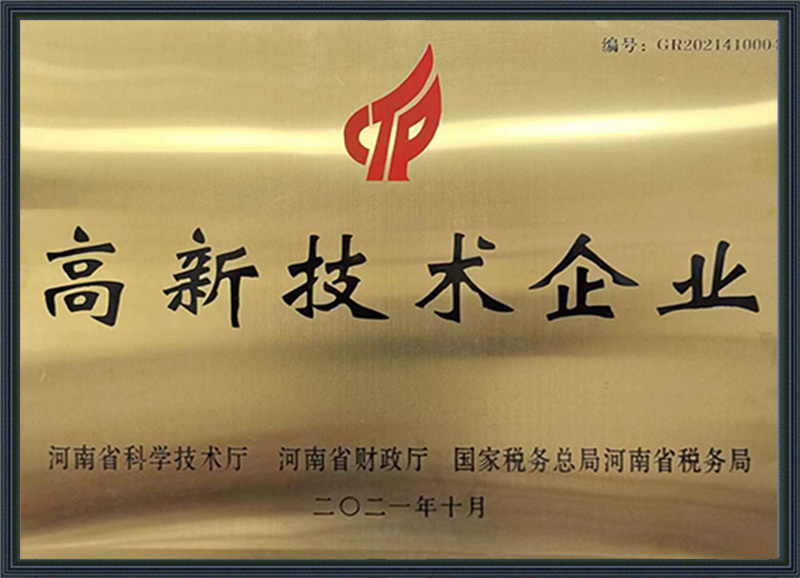 编号: GR2021410004
CTP
高新技术企业
河南省科学技术厅 河南省财政厅 国家税务总局河南省税务局
二〇二一年十月